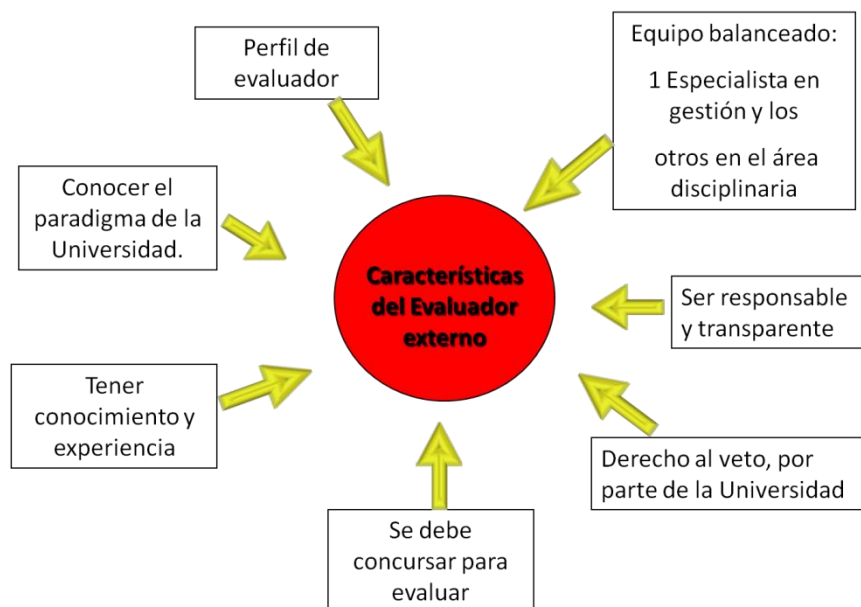 Perfil de
evaluador
Equipo balanceado:
1 Especialista en
gestión y los
otros en el área
disciplinaria
Conocer el
paradigma de la
Universidad.
Característícas
del Evaluador
externo
Ser responsable
y transparente
Tener
conocimiento y
experiencia
Derecho al veto, por
parte de la Universidad
Se debe
concursar para
evaluar